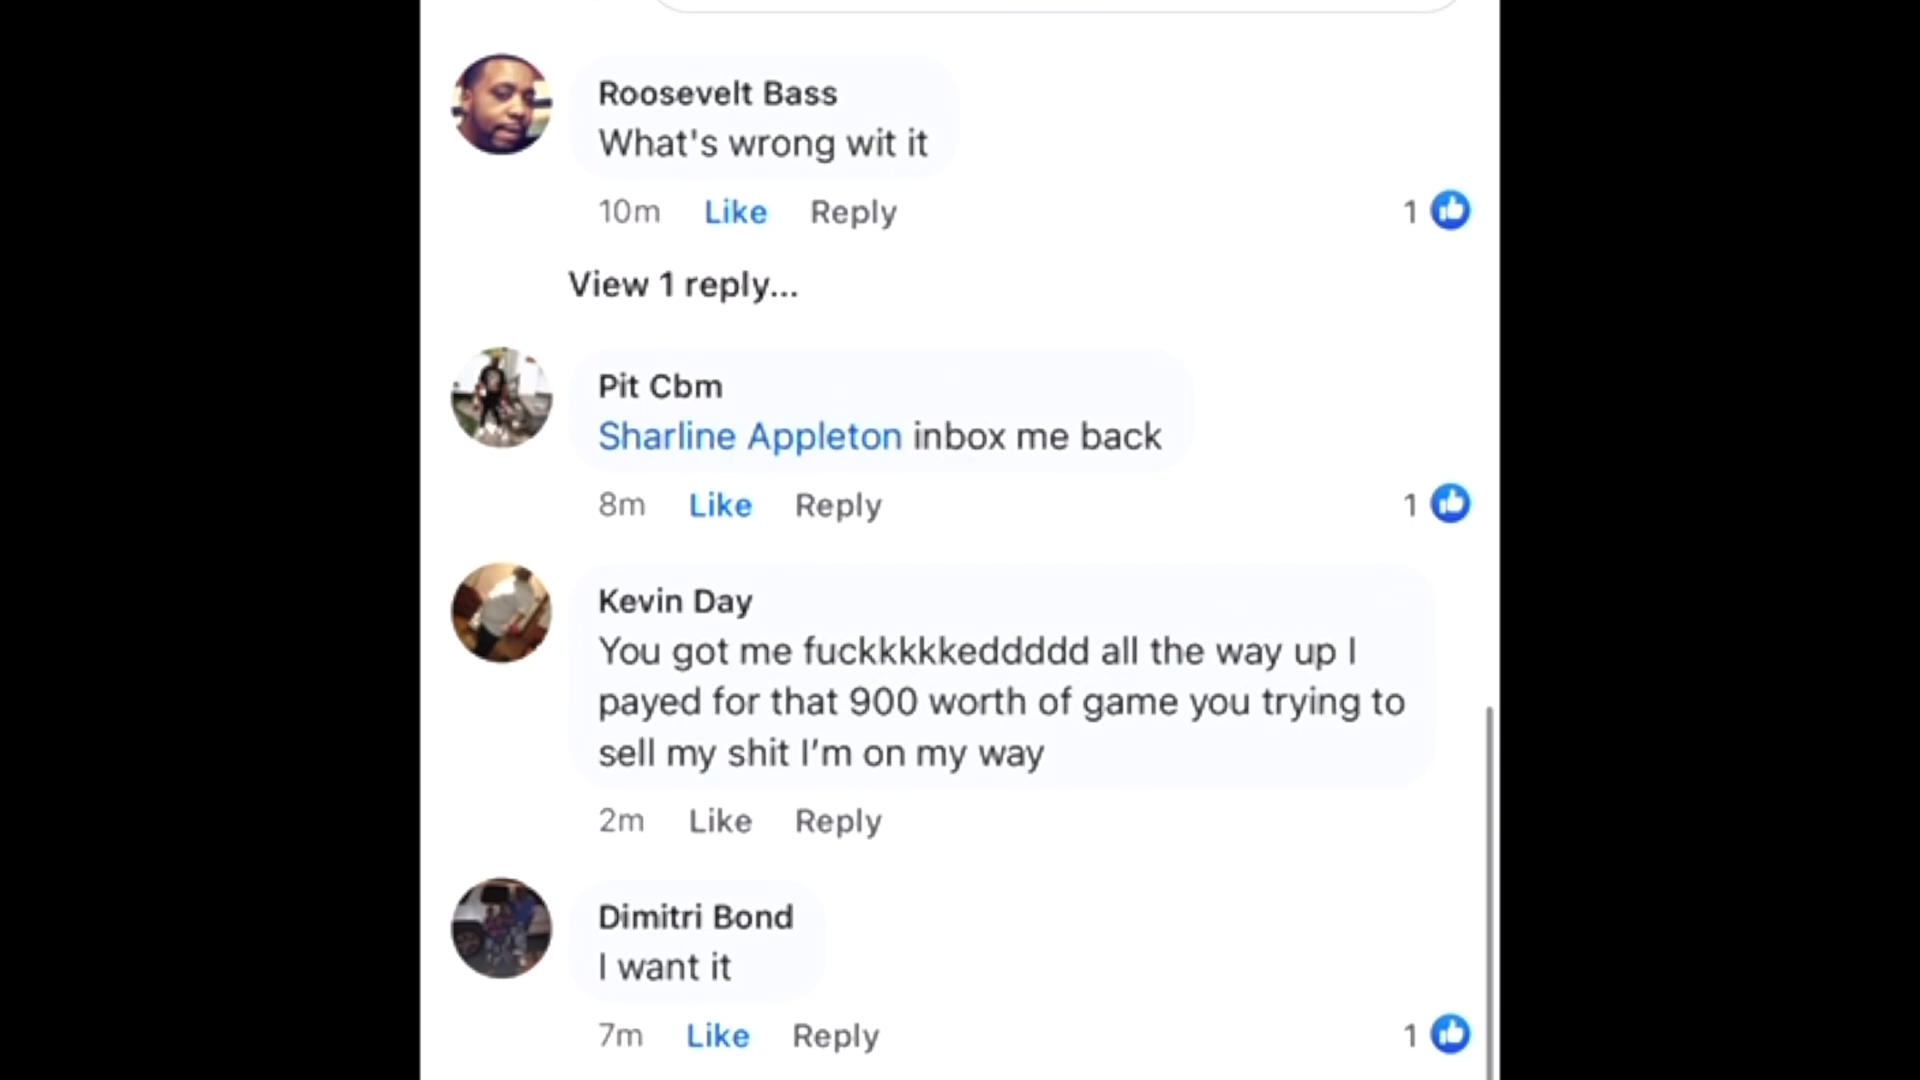 Roosevelt Bass
What's wrong wit it
10m Like Reply 1
View 1 reply...
Pit Cbm
Sharline Appleton inbox me back
8m Like Reply 1
Kevin Day
You got me fuckkkkkeddddd all the way up I
payed for that 900 worth of game you trying to
sell my shit I’m on my way
2m Like Reply
Dimitri Bond
I want it
7m Like Reply 1